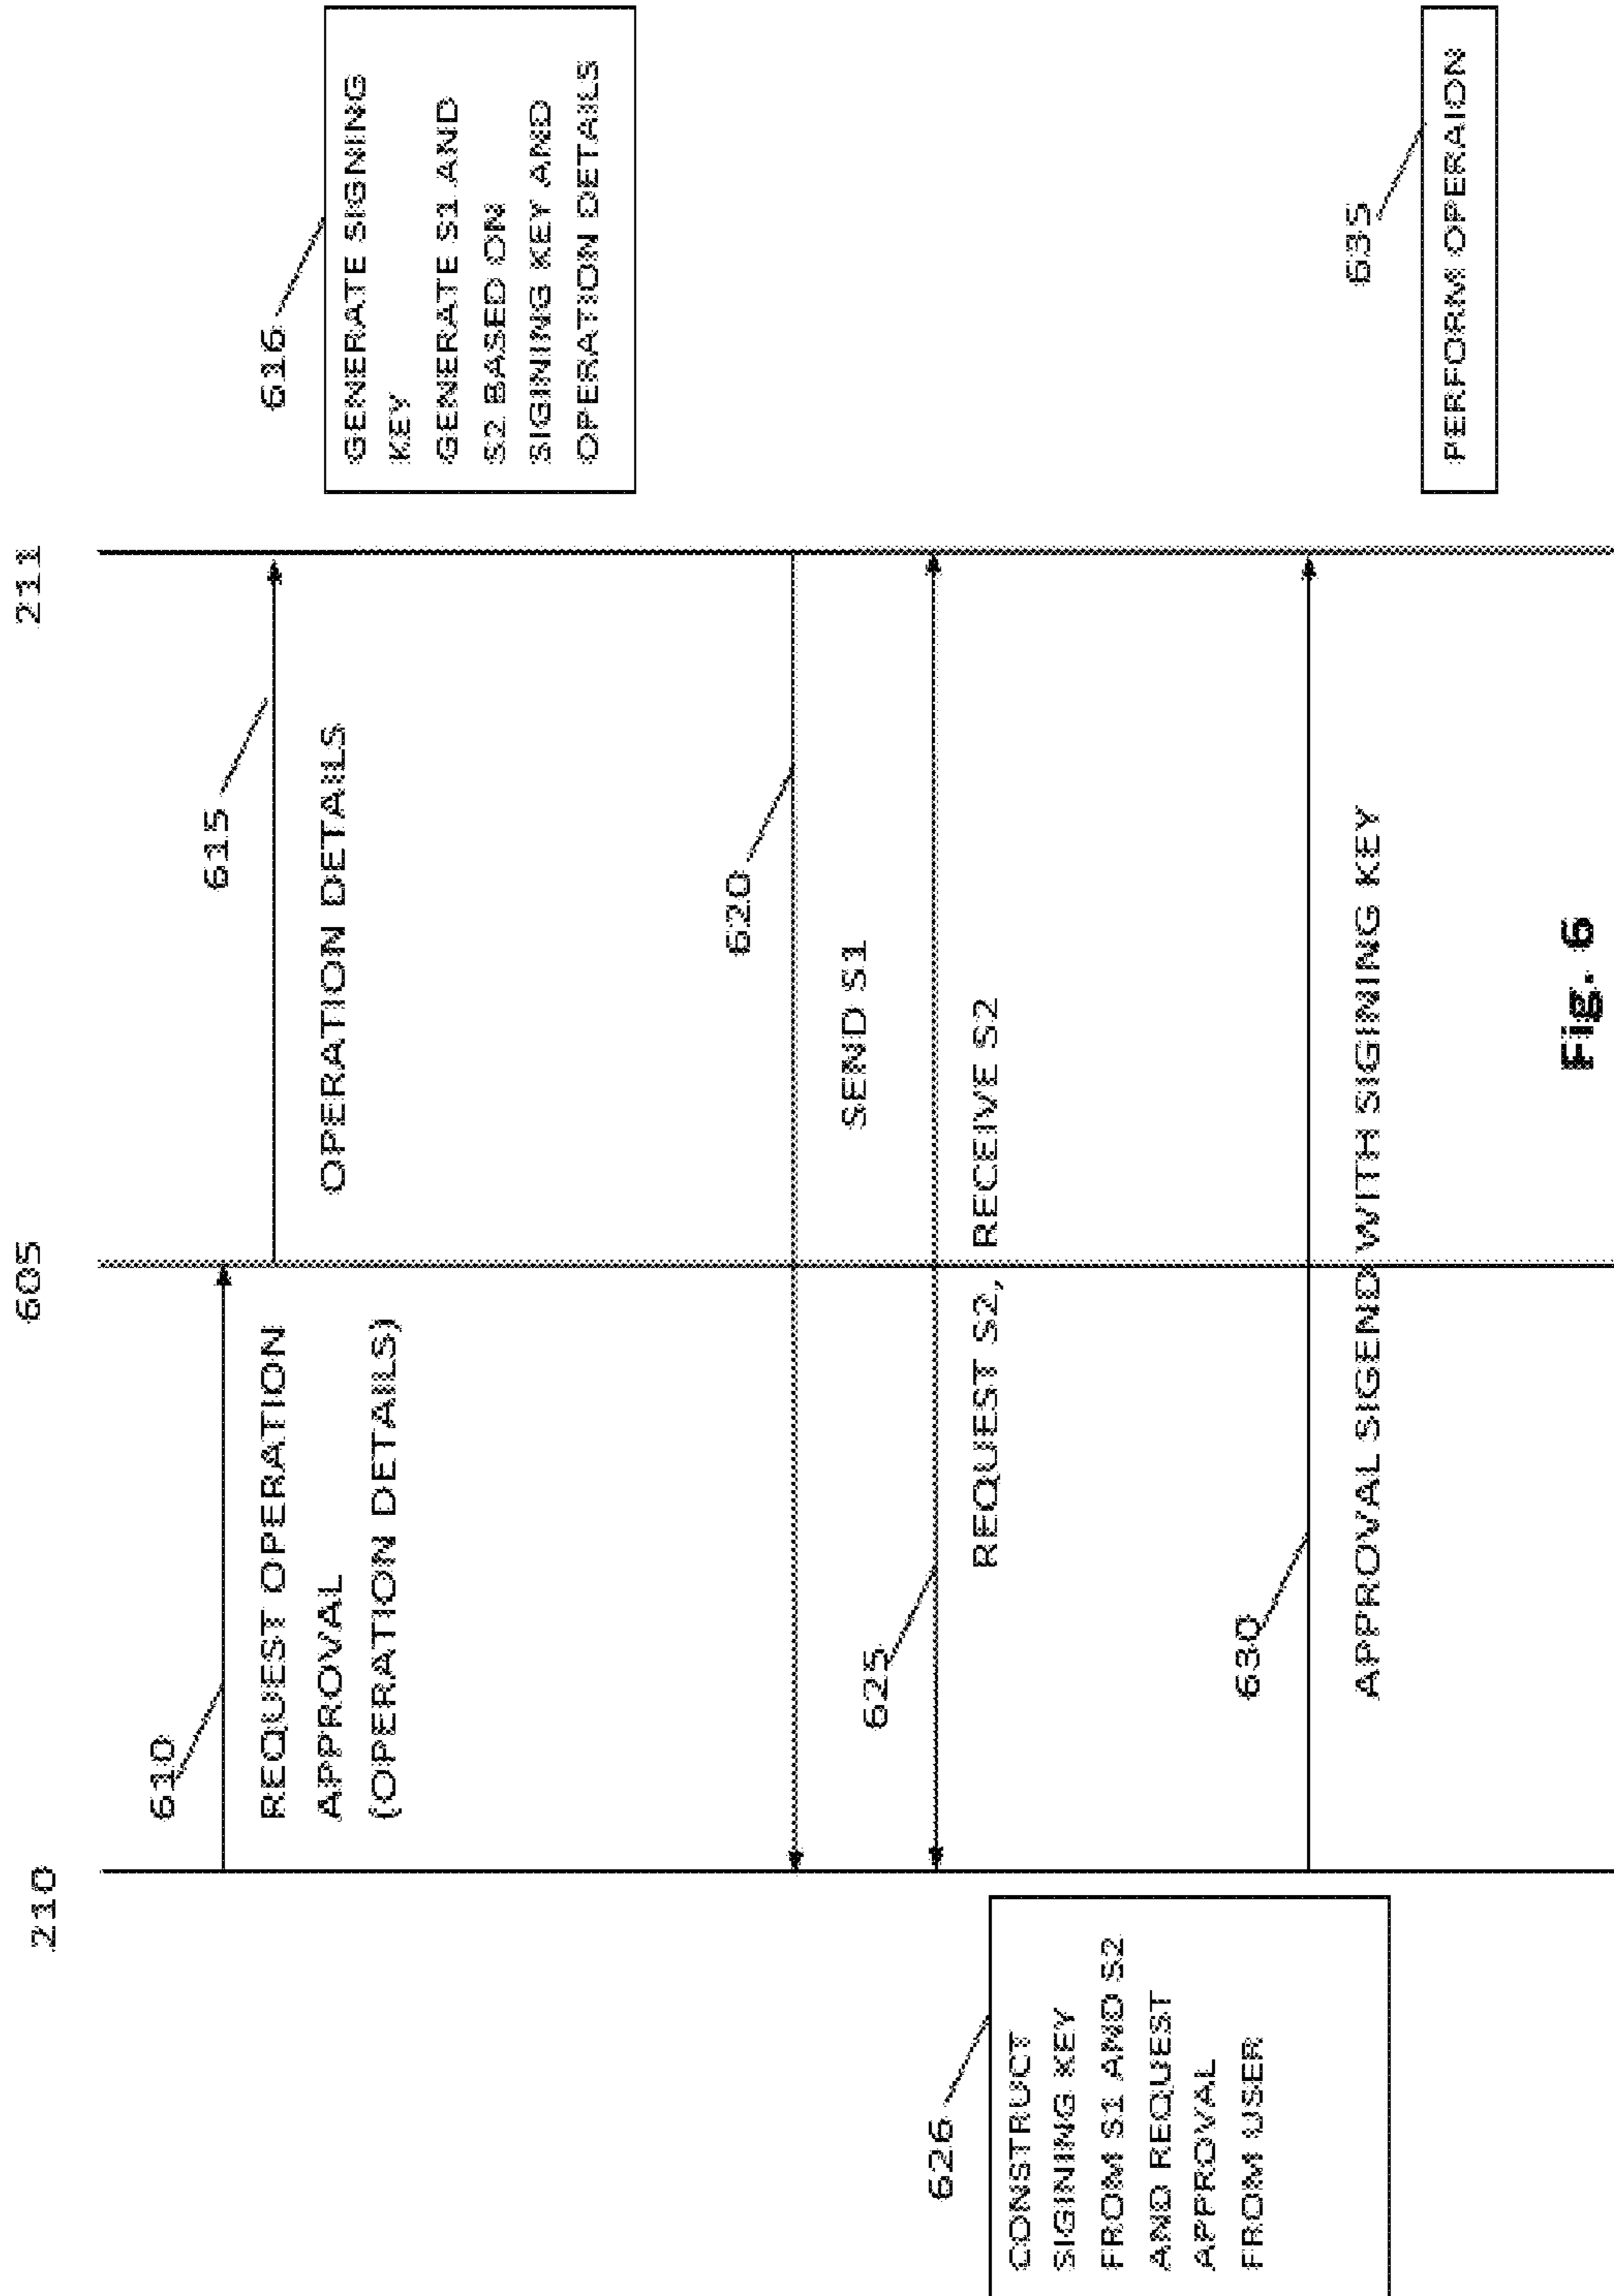 210
605
211
610
REQUEST OPERATION
APPROVAL
(OPERATION DETAILS)
615
OPERATION DETAILS
616
GENERATE SIGNING
KEY
GENERATE S1 AND
S2 BASED ON
SIGINING KEY AND
OPERATION DETAILS
620
SEND S1
625
REQUEST S2, RECEIVE S2
626
CONSTRUCT
SIGINING KEY
FROM S1 AND S2
AND REQUEST
APPROVAL
FROM USER
630
APPROVAL SIGEND WITH SIGINING KEY
635
PERFORM OPERAION
Fig. 6